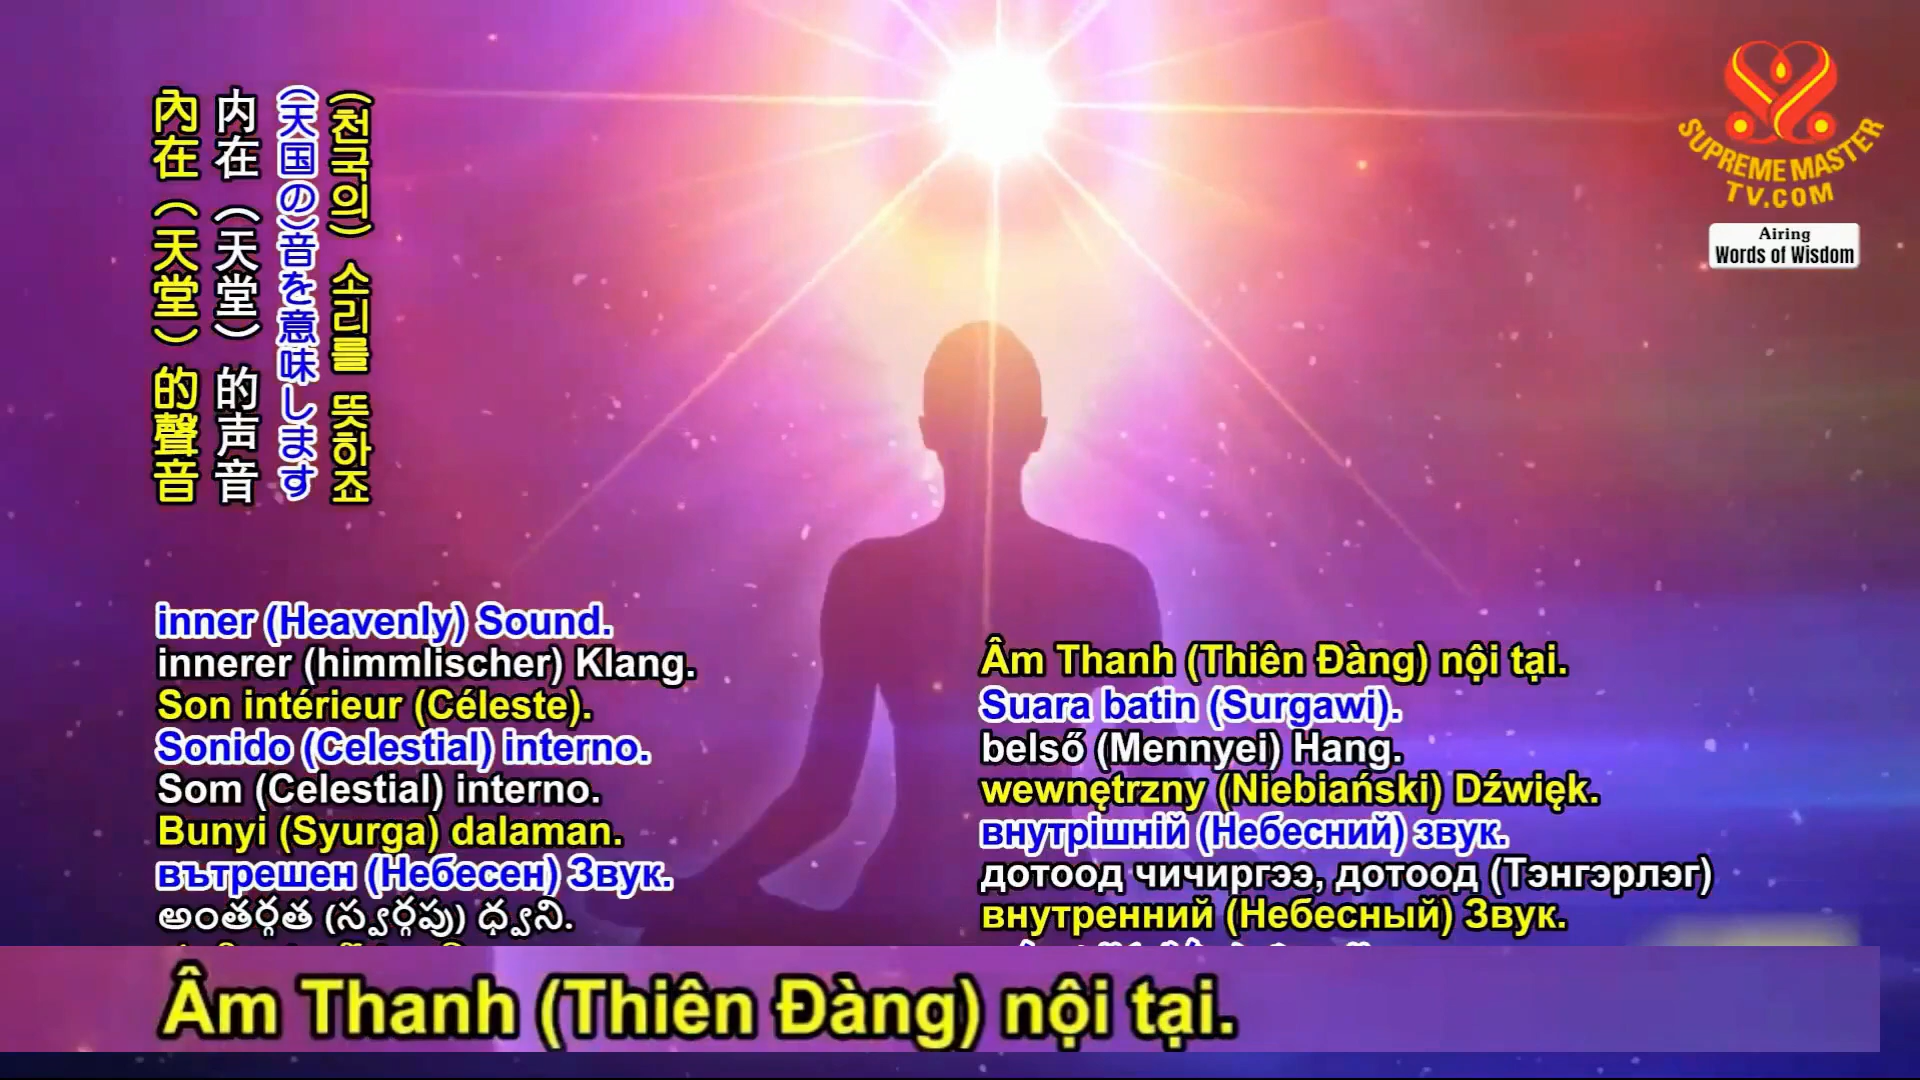 內在（天堂）的聲音
内在（天堂）的声音
(天国の)音を意味します
(천국의) 소리를 뜻하죠
SUPREME MASTER
TV.COM
Airing
Words of Wisdom
inner (Heavenly) Sound.
innerer (himmlischer) Klang.
Son intérieur (Céleste).
Sonido (Celestial) interno.
Som (Celestial) interno.
Bunyi (Syurga) dalaman.
вътрешен (Небесен) Звук.
అంతర్గత (స్వర్గపు) ధ్వని.
Âm Thanh (Thiên Đàng) nội tại.
Suara batin (Surgawi).
belső (Mennyei) Hang.
wewnętrzny (Niebiański) Dźwięk.
внутрішній (Небесний) звук.
дотоод чичиргээ, дотоод (Тэнгэрлэг)
внутренний (Небесный) Звук.
Âm Thanh (Thiên Đàng) nội tại.